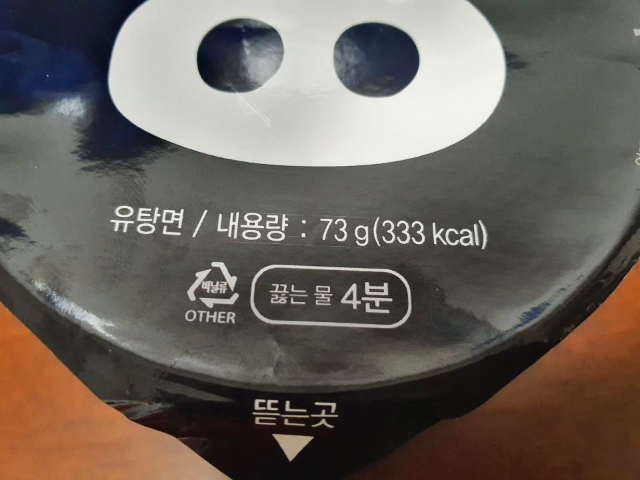 유탕면 / 내용량 : 73 g(333 kcal)
비닐류
OTHER
끓는 물 4분
뜯는곳